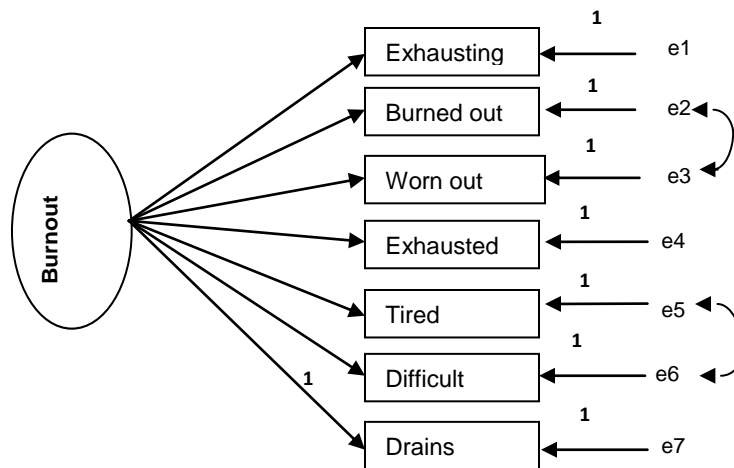 1
Exhausting
e1
1
Burned out
e2
1
Worn out
e3
Burnout
1
Exhausted
e4
1
Tired
e5
1
Difficult
e6
1
1
Drains
e7